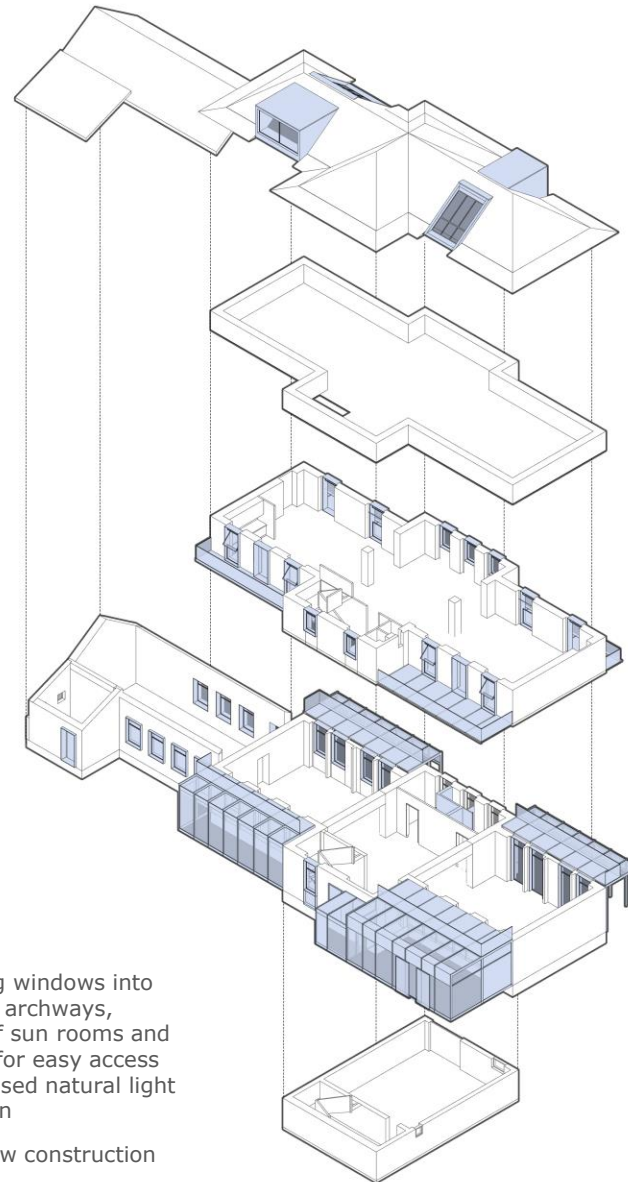 g windows into
archways,
f sun rooms and
for easy access
sed natural light
n
w construction